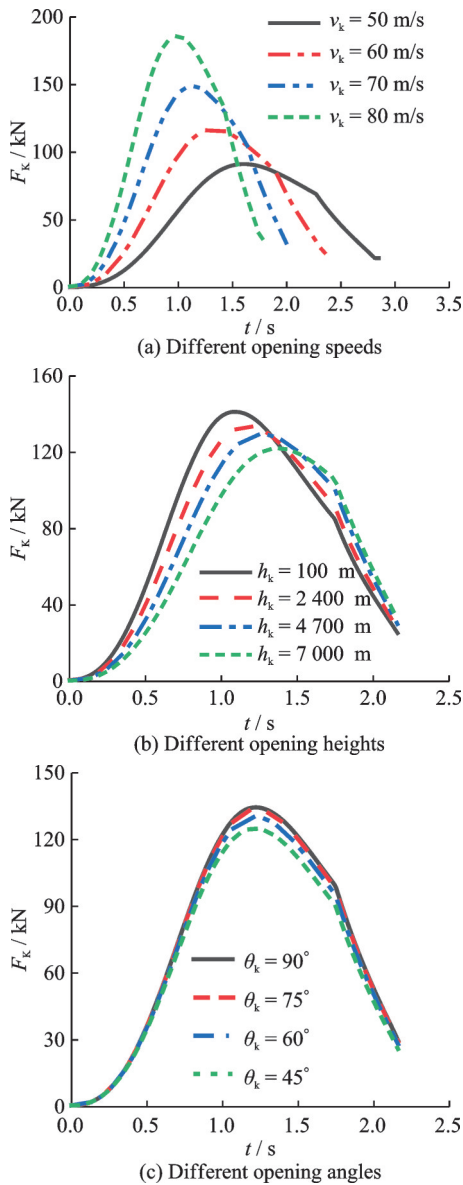 200
150
100
50
0
F_K / kN
v_k = 50 m/s
v_k = 60 m/s
v_k = 70 m/s
v_k = 80 m/s
0.0 0.5 1.0 1.5 2.0 2.5 3.0 3.5
t / s
(a) Different opening speeds
160
120
80
40
0
F_K / kN
h_k = 100 m
h_k = 2 400 m
h_k = 4 700 m
h_k = 7 000 m
0.0 0.5 1.0 1.5 2.0 2.5
t / s
(b) Different opening heights
150
120
90
60
30
0
F_K / kN
θ_k = 90°
θ_k = 75°
θ_k = 60°
θ_k = 45°
0.0 0.5 1.0 1.5 2.0 2.5
t / s
(c) Different opening angles